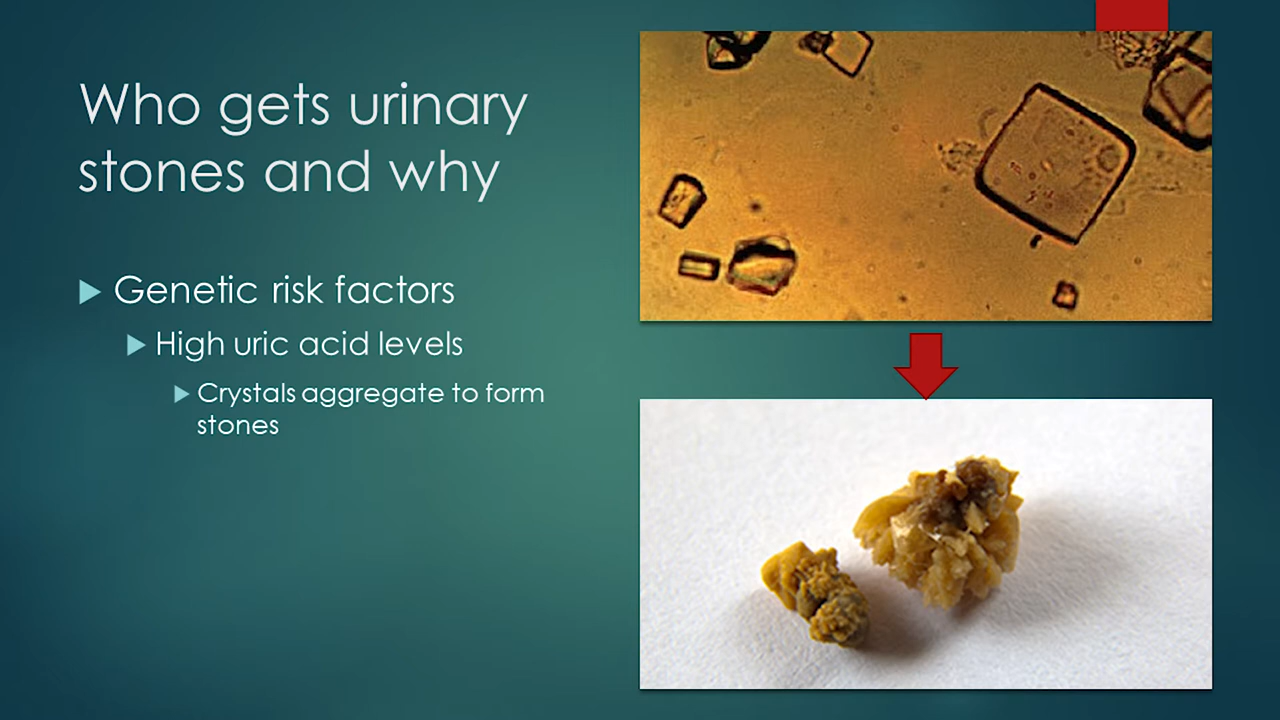 Who gets urinary
stones and why
Genetic risk factors
High uric acid levels
Crystals aggregate to form
stones